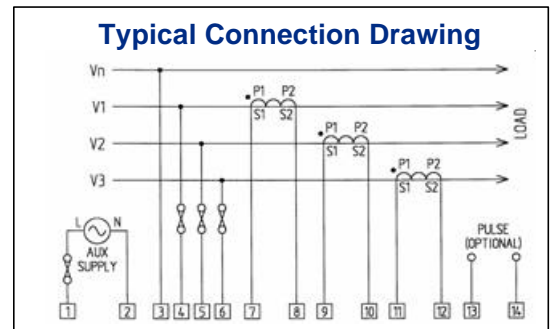 Typical Connection Drawing
Vn
V1
P1 P2
S1 S2
V2
P1 P2
S1 S2
V3
P1 P2
S1 S2
LOAD
L N
AUX
SUPPLY
PULSE
(OPTIONAL)
1 2 3 4 5 6 7 8 9 10 11 12 13 14